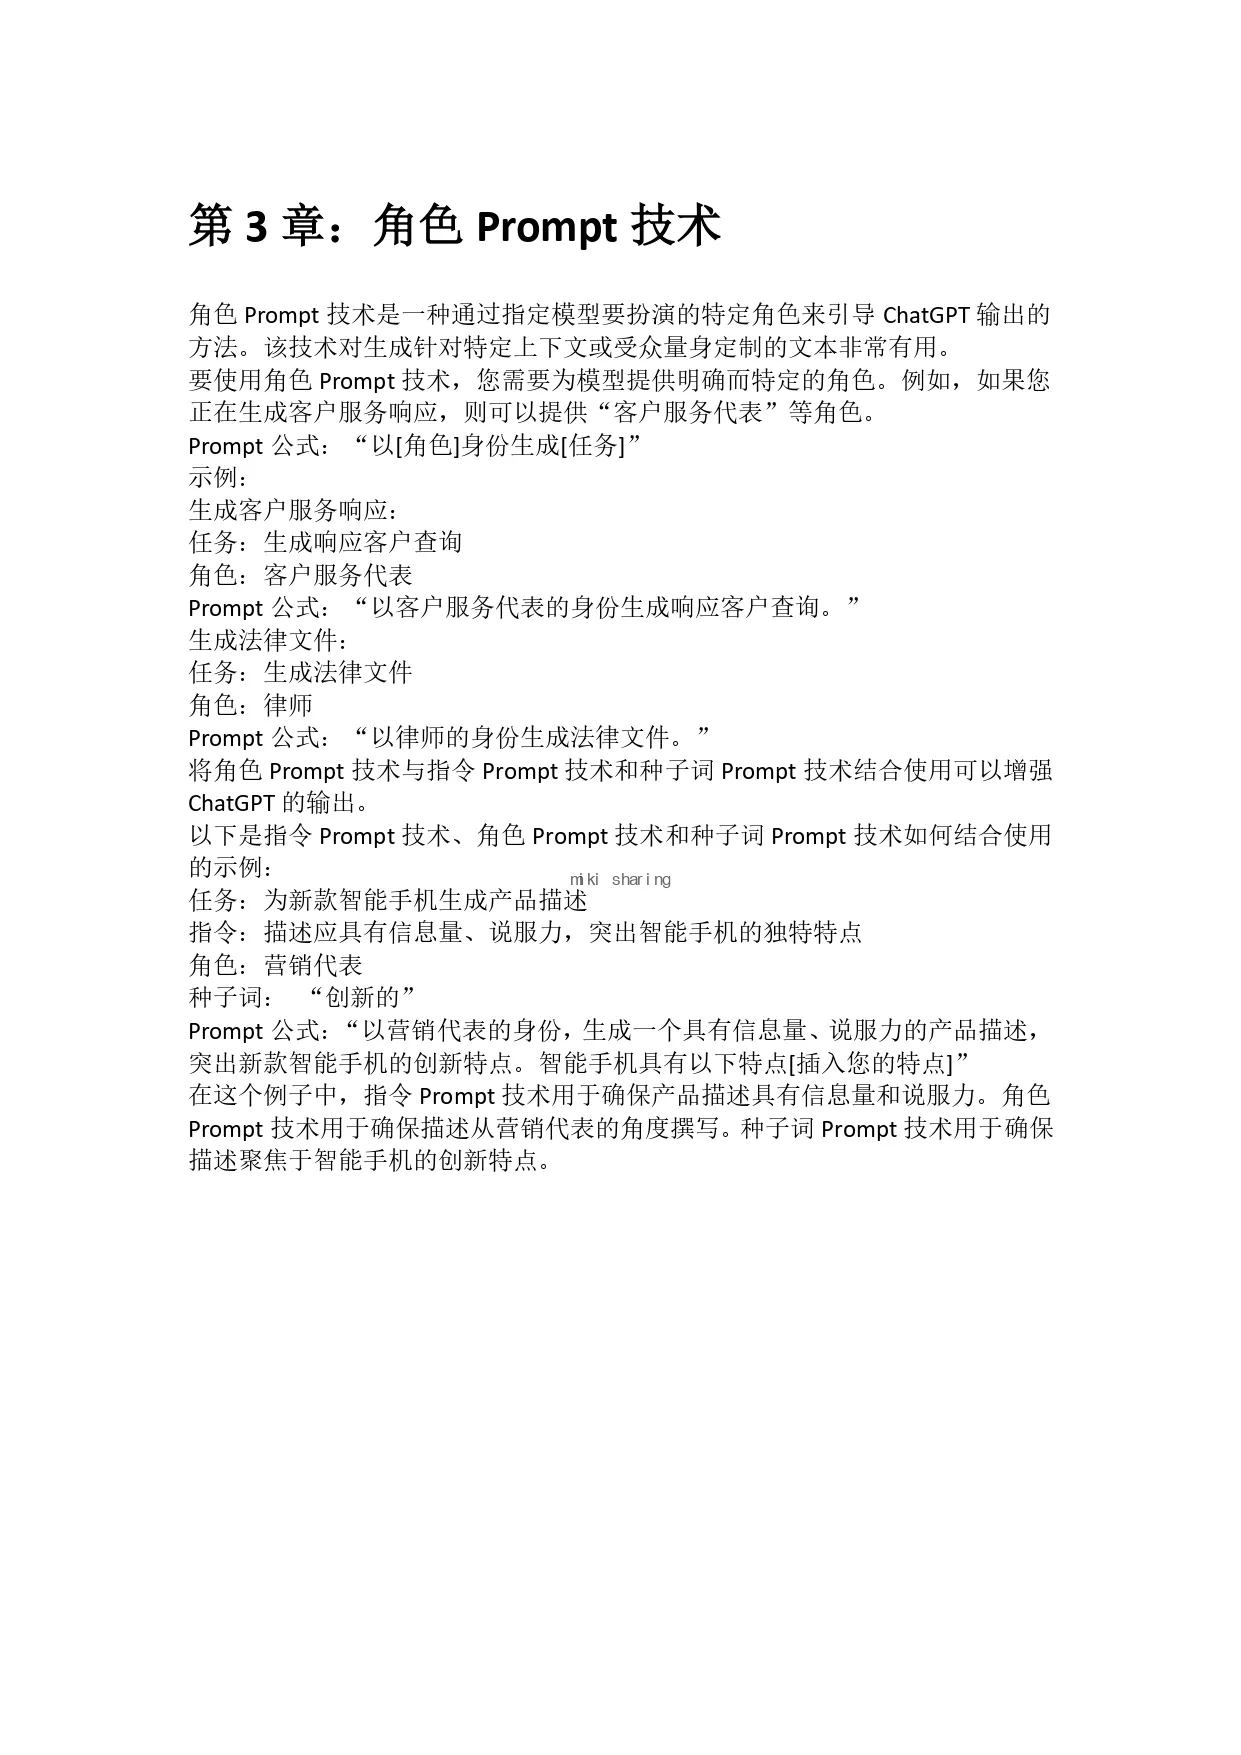 第 3 章：角色 Prompt 技术
角色 Prompt 技术是一种通过指定模型要扮演的特定角色来引导 ChatGPT 输出的
方法。该技术对生成针对特定上下文或受众量身定制的文本非常有用。
要使用角色 Prompt 技术，您需要为模型提供明确而特定的角色。例如，如果您
正在生成客户服务响应，则可以提供“客户服务代表”等角色。
Prompt 公式：“以[角色]身份生成[任务]”
示例：
生成客户服务响应：
任务：生成响应客户查询
角色：客户服务代表
Prompt 公式：“以客户服务代表的身份生成响应客户查询。”
生成法律文件：
任务：生成法律文件
角色：律师
Prompt 公式：“以律师的身份生成法律文件。”
将角色 Prompt 技术与指令 Prompt 技术和种子词 Prompt 技术结合使用可以增强
ChatGPT 的输出。
以下是指令 Prompt 技术、角色 Prompt 技术和种子词 Prompt 技术如何结合使用
的示例：
miki sharing
任务：为新款智能手机生成产品描述
指令：描述应具有信息量、说服力，突出智能手机的独特特点
角色：营销代表
种子词： “创新的”
Prompt 公式：“以营销代表的身份，生成一个具有信息量、说服力的产品描述，
突出新款智能手机的创新特点。智能手机具有以下特点[插入您的特点]”
在这个例子中，指令 Prompt 技术用于确保产品描述具有信息量和说服力。角色
Prompt 技术用于确保描述从营销代表的角度撰写。种子词 Prompt 技术用于确保
描述聚焦于智能手机的创新特点。